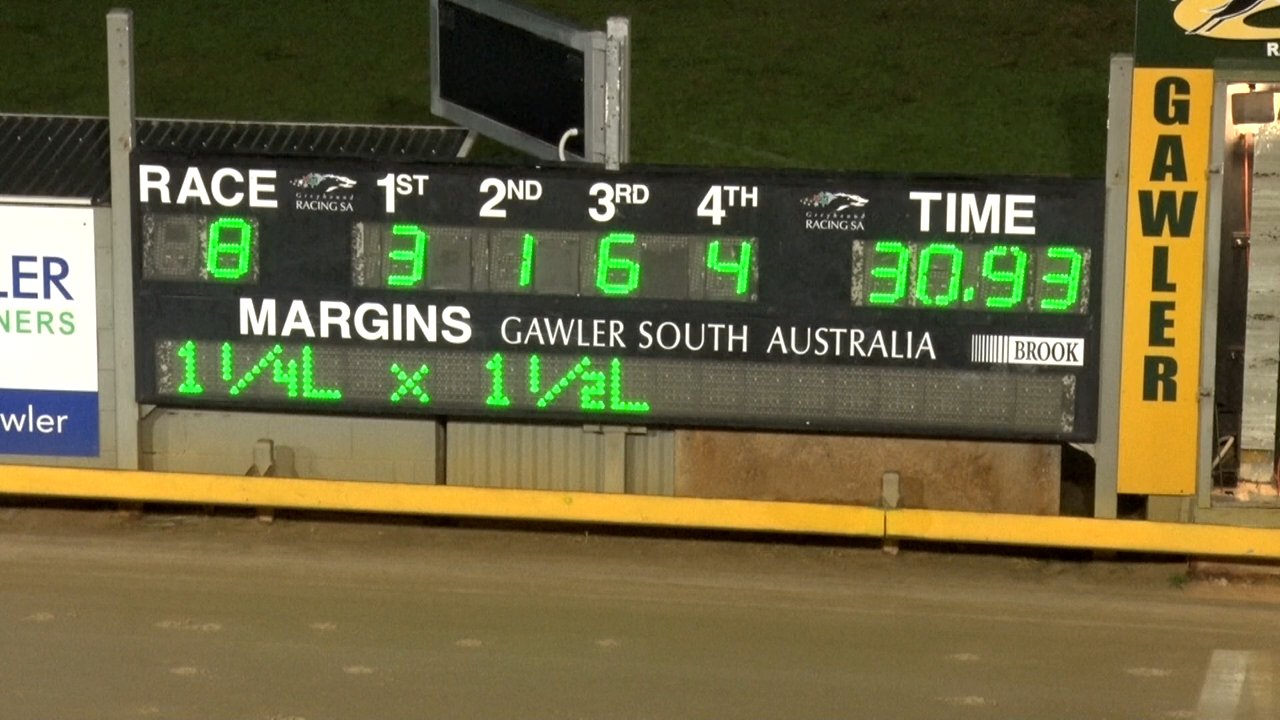 RACE Greyhound RACING SA 1ST 2ND 3RD 4TH Greyhound RACING SA TIME
8 3 1 6 4 30.93
MARGINS GAWLER SOUTH AUSTRALIA BROOK
1 1/4L x 1 1/2L
GAWLER
R
LER
NERS
wler